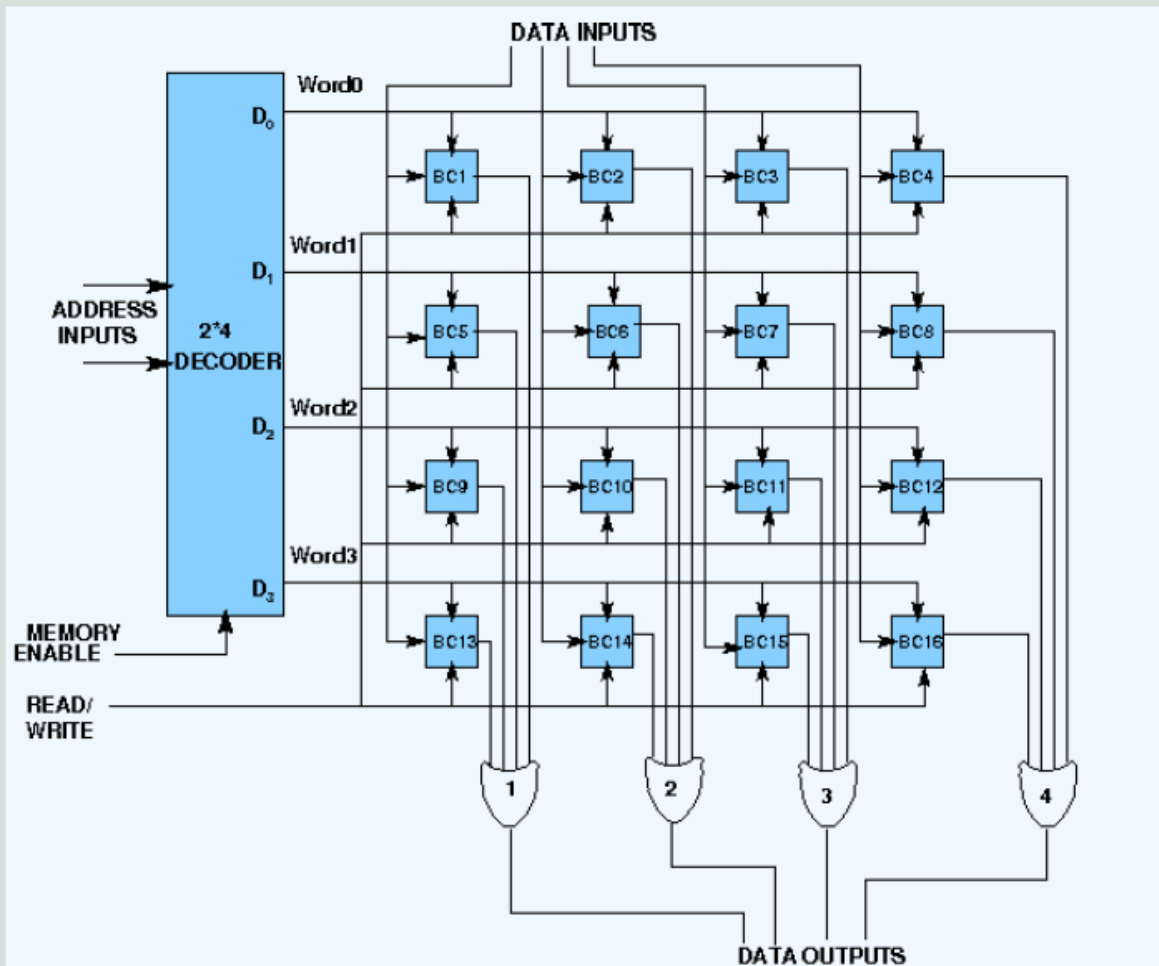 DATA INPUTS
Word0
D₀
BC1
BC2
BC3
BC4
Word1
D₁
ADDRESS
INPUTS
2*4
DECODER
BC5
BC6
BC7
BC8
Word2
D₂
BC9
BC10
BC11
BC12
Word3
D₃
MEMORY
ENABLE
BC13
BC14
BC15
BC16
READ/
WRITE
1
2
3
4
DATA OUTPUTS